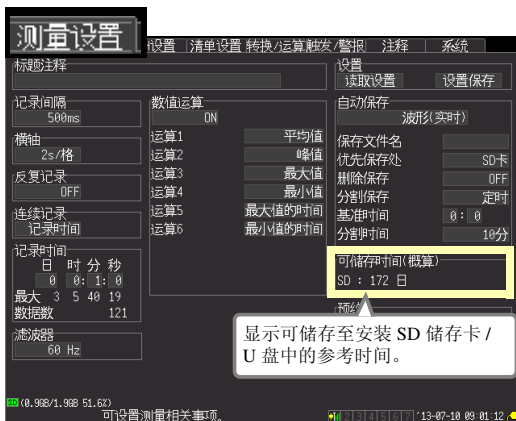 测量设置 设置 清单设置 转换/运算 触发/警报 注释 系统
标题注释
设置
读取设置 设置保存
记录间隔
500ms
横轴
2s/格
反复记录
OFF
连续记录
记录时间
记录时间
日 时 分 秒
0 0: 1: 0
最大 3 5 40 19
数据数 121
滤波器
60 Hz
数值运算
ON
运算1 平均值
运算2 峰值
运算3 最大值
运算4 最小值
运算5 最大值的时间
运算6 最小值的时间
自动保存
波形(实时)
保存文件名
优先保存处 SD卡
删除保存 OFF
分割保存 定时
基准时间 0: 0
分割时间 10分
可储存时间(概算)
SD : 172 日
预约
显示可储存至安装 SD 储存卡 /
U 盘中的参考时间。
SD (0.9GB/1.9GB 51.6%)
可设置测量相关事项。
1 2 3 4 5 6 7 '13-07-10 09:01:12